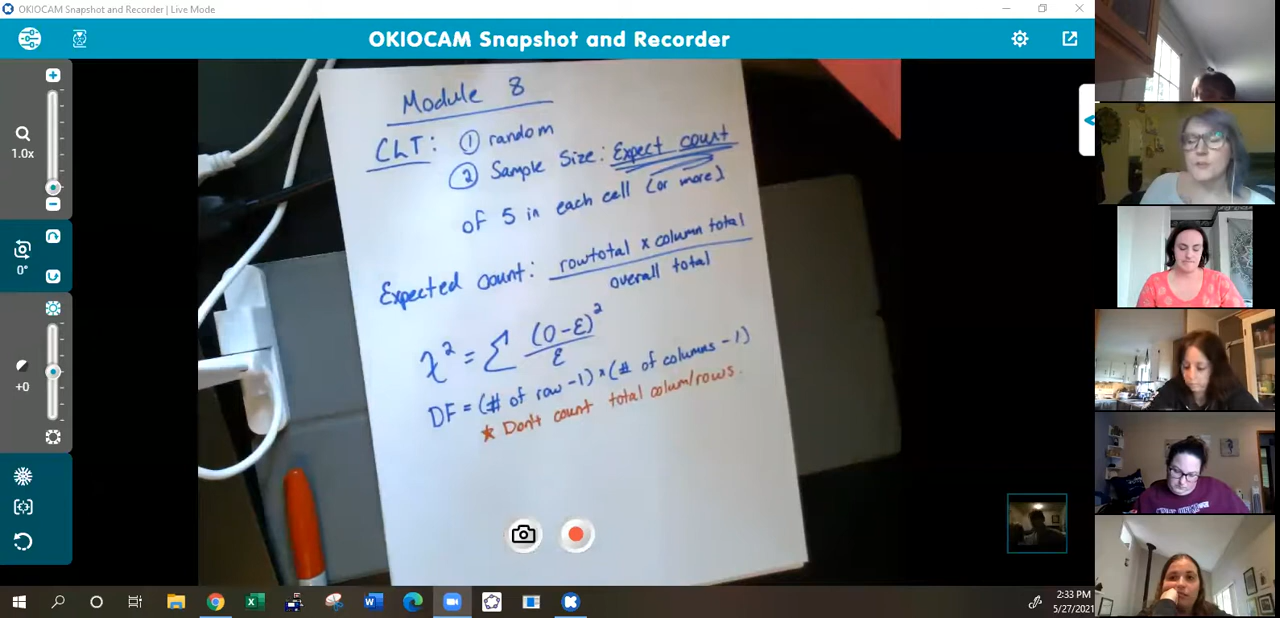 OKIOCAM Snapshot and Recorder | Live Mode
OKIOCAM Snapshot and Recorder
1.0x
0°
+0
Module 8
CLT: ① random
② Sample Size: Expect count
of 5 in each cell (or more)
Expected count: rowtotal x column total
overall total
χ² = Σ (O-E)²
E
DF = (# of row -1) × (# of columns -1)
* Don't count total colum/rows.
2:33 PM
5/27/2021